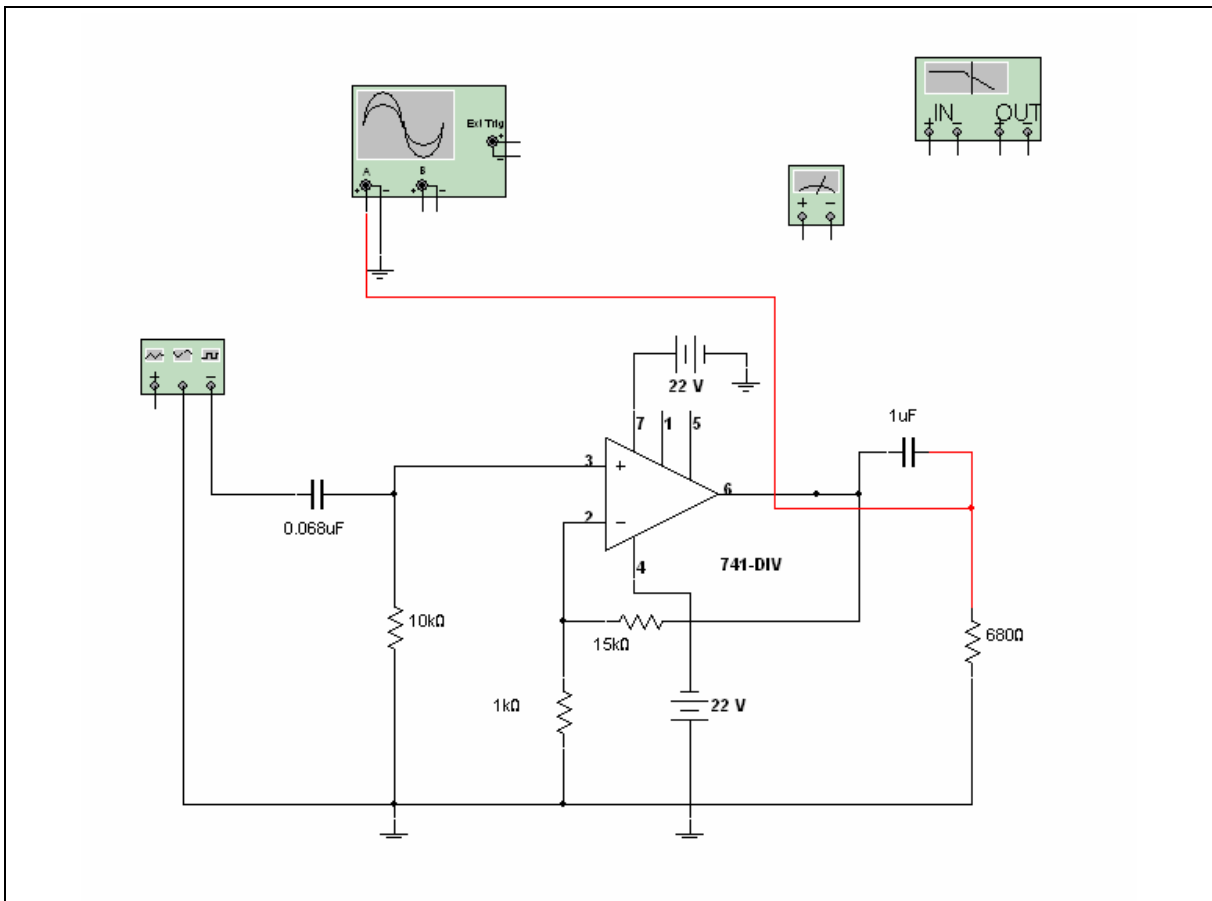 IN OUT
+ - + -
Ext Trig
+
-
A B
+ - + -
+ -
+ -
22 V
7 1 5
1uF
3
+
6
0.068uF
2
-
4
741-DIV
10kΩ
15kΩ
680Ω
1kΩ
22 V